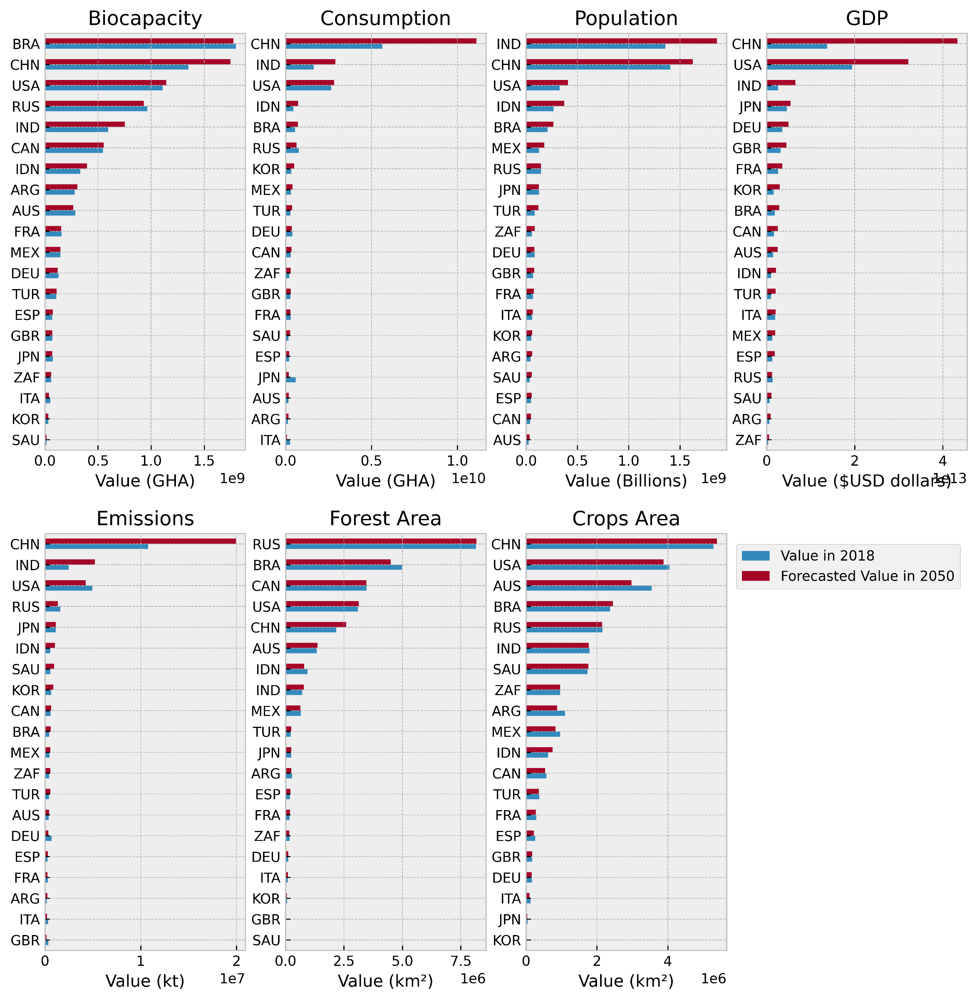 Biocapacity
BRA
CHN
USA
RUS
IND
CAN
IDN
ARG
AUS
FRA
MEX
DEU
TUR
ESP
GBR
JPN
ZAF
ITA
KOR
SAU
0.0 0.5 1.0 1.5
Value (GHA) 1e9
Consumption
CHN
IND
USA
IDN
BRA
RUS
KOR
MEX
TUR
DEU
CAN
ZAF
GBR
FRA
SAU
ESP
JPN
AUS
ARG
ITA
0.0 0.5 1.0
Value (GHA) 1e10
Population
IND
CHN
USA
IDN
BRA
MEX
RUS
JPN
TUR
ZAF
DEU
GBR
FRA
ITA
KOR
ARG
SAU
ESP
CAN
AUS
0.0 0.5 1.0 1.5
Value (Billions) 1e9
GDP
CHN
USA
IND
JPN
DEU
GBR
FRA
KOR
BRA
CAN
AUS
IDN
TUR
ITA
MEX
ESP
RUS
SAU
ARG
ZAF
0 2 4
Value ($USD dollars) 1e13
Emissions
CHN
IND
USA
RUS
JPN
IDN
SAU
KOR
CAN
BRA
MEX
ZAF
TUR
AUS
DEU
ESP
FRA
ARG
ITA
GBR
0 1 2
Value (kt) 1e7
Forest Area
RUS
BRA
CAN
USA
CHN
AUS
IDN
IND
MEX
TUR
JPN
ARG
ESP
FRA
ZAF
DEU
ITA
KOR
GBR
SAU
0.0 2.5 5.0 7.5
Value (km²) 1e6
Crops Area
CHN
USA
AUS
BRA
RUS
IND
SAU
ZAF
ARG
MEX
IDN
CAN
TUR
FRA
ESP
GBR
DEU
ITA
JPN
KOR
0 2 4
Value (km²) 1e6
Value in 2018
Forecasted Value in 2050